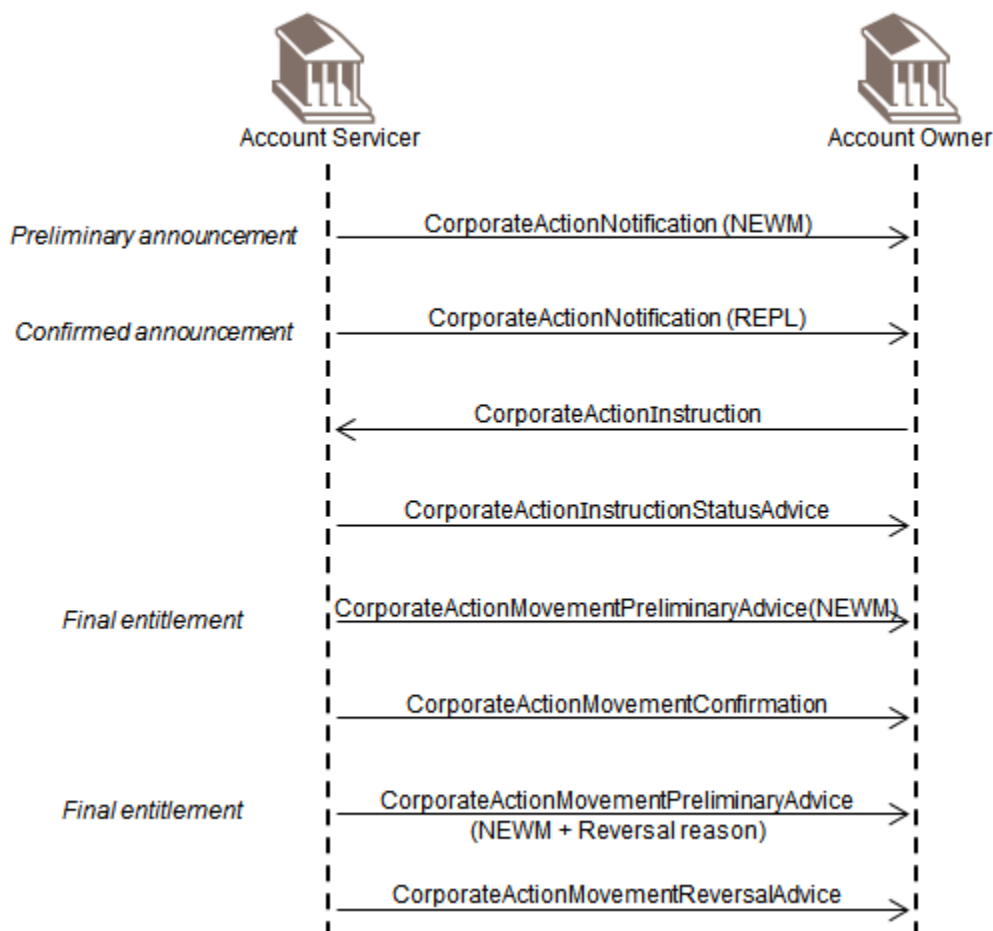 Account Servicer
Account Owner
Preliminary announcement
CorporateActionNotification (NEWM)
Confirmed announcement
CorporateActionNotification (REPL)
CorporateActionInstruction
CorporateActionInstructionStatusAdvice
Final entitlement
CorporateActionMovementPreliminaryAdvice(NEWM)
CorporateActionMovementConfirmation
Final entitlement
CorporateActionMovementPreliminaryAdvice
(NEWM + Reversal reason)
CorporateActionMovementReversalAdvice